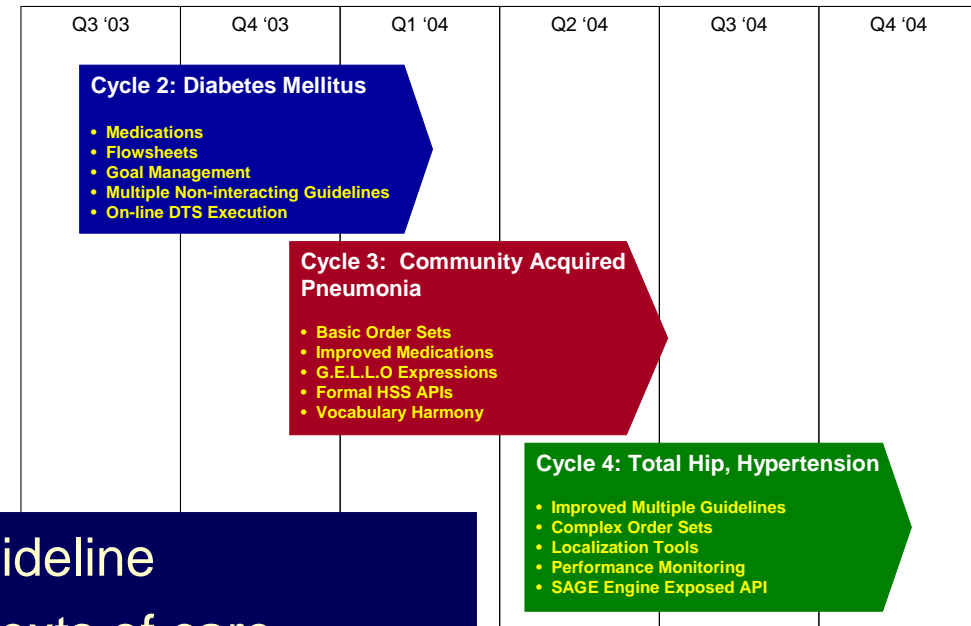 Q3 ‘03 Q4 ‘03 Q1 ‘04 Q2 ‘04 Q3 ‘04 Q4 ‘04
Cycle 2: Diabetes Mellitus
• Medications
• Flowsheets
• Goal Management
• Multiple Non-interacting Guidelines
• On-line DTS Execution
Cycle 3: Community Acquired
Pneumonia
• Basic Order Sets
• Improved Medications
• G.E.L.L.O Expressions
• Formal HSS APIs
• Vocabulary Harmony
Cycle 4: Total Hip, Hypertension
• Improved Multiple Guidelines
• Complex Order Sets
• Localization Tools
• Performance Monitoring
• SAGE Engine Exposed API
ideline
of care